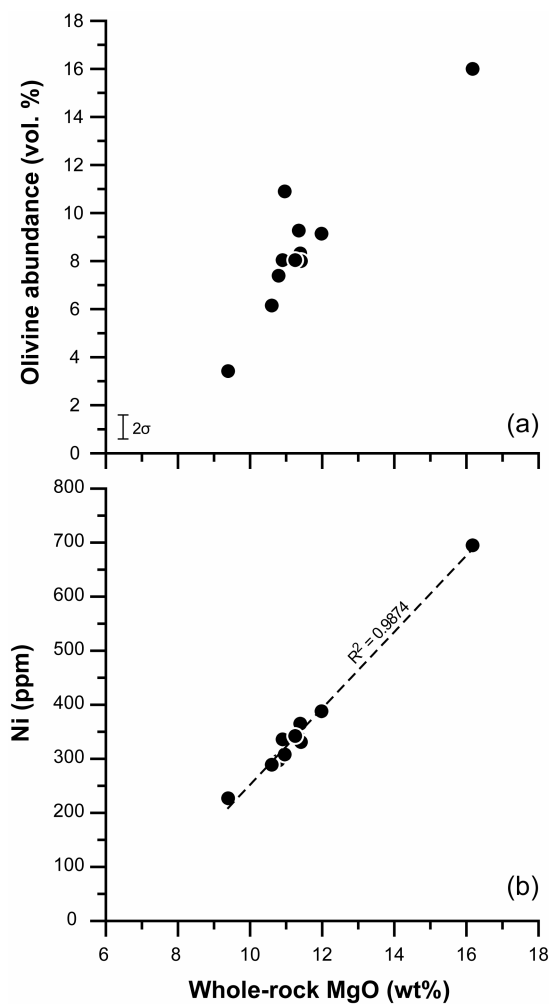 18
16
14
12
10
8
6
4
2
0
Olivine abundance (vol. %)
2σ
(a)
800
700
600
500
400
300
200
100
0
Ni (ppm)
R² = 0.9874
(b)
6 8 10 12 14 16 18
Whole-rock MgO (wt%)